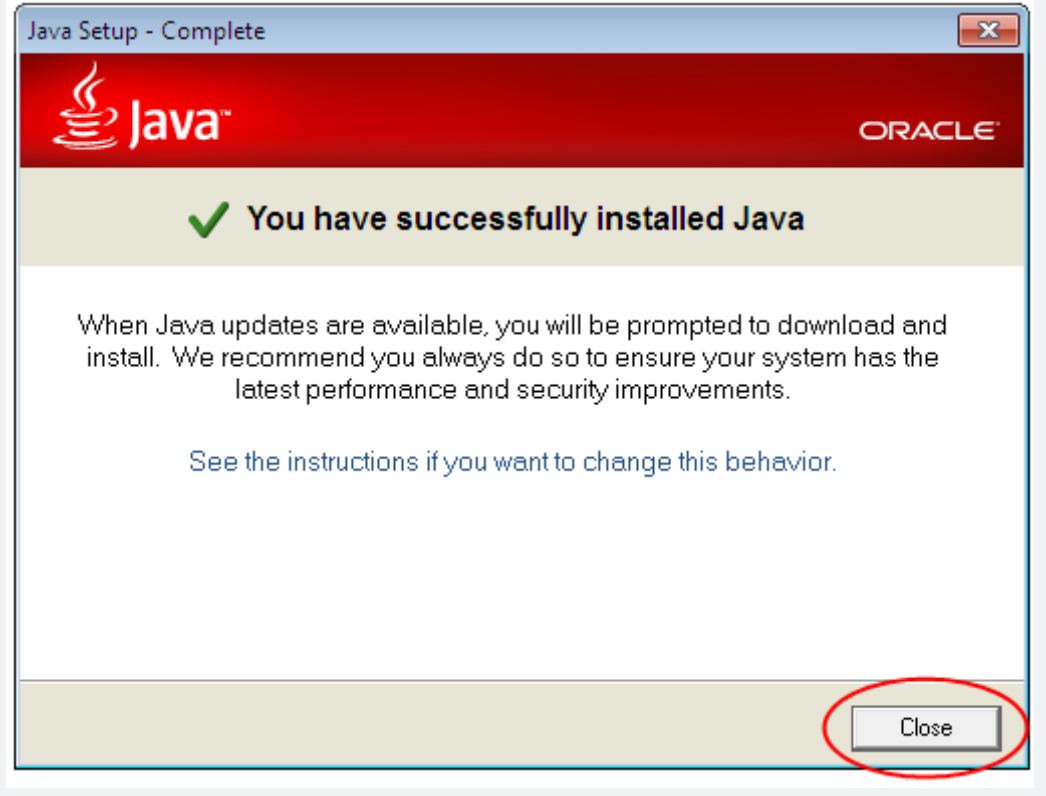 Java Setup - Complete
Java™
ORACLE®
You have successfully installed Java
When Java updates are available, you will be prompted to download and
install. We recommend you always do so to ensure your system has the
latest performance and security improvements.
See the instructions if you want to change this behavior.
Close